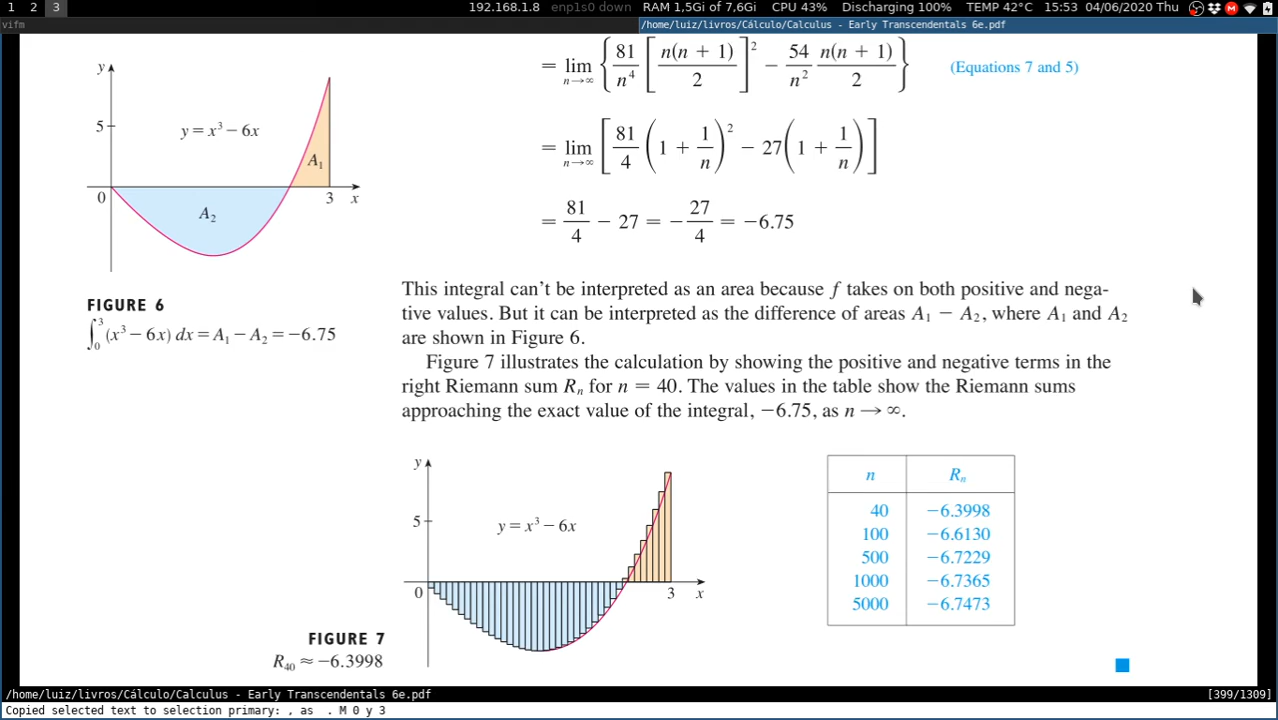 1 2 3 192.168.1.8 enp1s0 down RAM 1,5Gi of 7,6Gi CPU 43% Discharging 100% TEMP 42°C 15:53 04/06/2020 Thu
vifm /home/luiz/livros/Cálculo/Calculus - Early Transcendentals 6e.pdf
= lim n→∞ { 81/n⁴ [ n(n + 1)/2 ]² − 54/n² n(n + 1)/2 } (Equations 7 and 5)
= lim n→∞ [ 81/4 ( 1 + 1/n )² − 27( 1 + 1/n ) ]
= 81/4 − 27 = −27/4 = −6.75
y
5
y = x³ − 6x
A₁
0
A₂
3 x
FIGURE 6
∫₀³ (x³ − 6x) dx = A₁ − A₂ = −6.75
This integral can’t be interpreted as an area because f takes on both positive and nega-
tive values. But it can be interpreted as the difference of areas A₁ − A₂, where A₁ and A₂
are shown in Figure 6.
Figure 7 illustrates the calculation by showing the positive and negative terms in the
right Riemann sum Rₙ for n = 40. The values in the table show the Riemann sums
approaching the exact value of the integral, −6.75, as n → ∞.
y
5
y = x³ − 6x
0
3 x
FIGURE 7
R₄₀ ≈ −6.3998
n Rₙ
40 −6.3998
100 −6.6130
500 −6.7229
1000 −6.7365
5000 −6.7473
/home/luiz/livros/Cálculo/Calculus - Early Transcendentals 6e.pdf [399/1309]
Copied selected text to selection primary: , as  . M 0 y 3